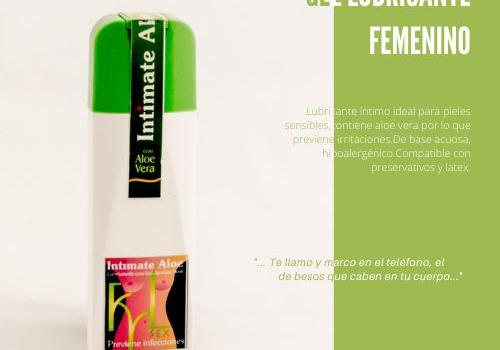 GEL LUBRICANTE
FEMENINO
Lubricante íntimo ideal para pieles
sensibles, contiene aloe vera por lo que
previene irritaciones.De base acuosa,
hipoalergénico.Compatible con
preservativos y latex.
"... Te llamo y marco en el teléfono, el
de besos que caben en tu cuerpo..."
Intimate Al
con
Aloe
Vera
Intimate Aloe
SEX
Previene infecciones